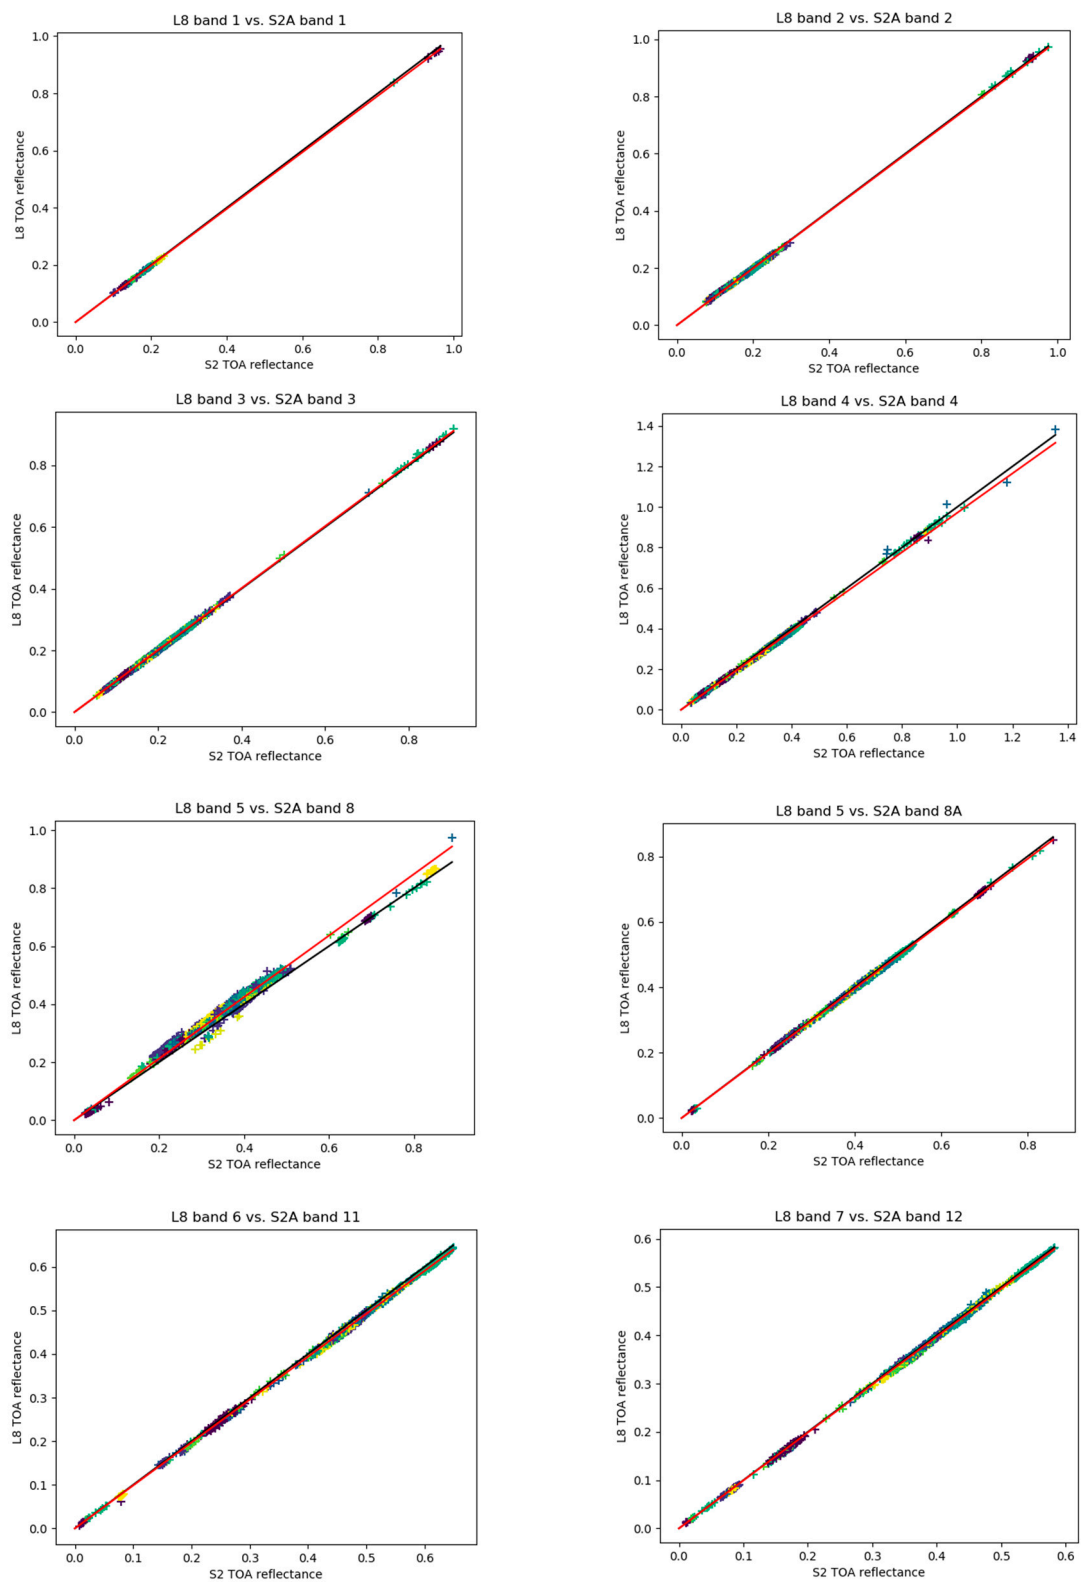 L8 band 1 vs. S2A band 1
1.0
0.8
0.6
0.4
0.2
0.0
L8 TOA reflectance
0.0 0.2 0.4 0.6 0.8 1.0
S2 TOA reflectance
L8 band 2 vs. S2A band 2
1.0
0.8
0.6
0.4
0.2
0.0
L8 TOA reflectance
0.0 0.2 0.4 0.6 0.8 1.0
S2 TOA reflectance
L8 band 3 vs. S2A band 3
0.8
0.6
0.4
0.2
0.0
L8 TOA reflectance
0.0 0.2 0.4 0.6 0.8
S2 TOA reflectance
L8 band 4 vs. S2A band 4
1.4
1.2
1.0
0.8
0.6
0.4
0.2
0.0
L8 TOA reflectance
0.0 0.2 0.4 0.6 0.8 1.0 1.2 1.4
S2 TOA reflectance
L8 band 5 vs. S2A band 8
1.0
0.8
0.6
0.4
0.2
0.0
L8 TOA reflectance
0.0 0.2 0.4 0.6 0.8
S2 TOA reflectance
L8 band 5 vs. S2A band 8A
0.8
0.6
0.4
0.2
0.0
L8 TOA reflectance
0.0 0.2 0.4 0.6 0.8
S2 TOA reflectance
L8 band 6 vs. S2A band 11
0.6
0.5
0.4
0.3
0.2
0.1
0.0
L8 TOA reflectance
0.0 0.1 0.2 0.3 0.4 0.5 0.6
S2 TOA reflectance
L8 band 7 vs. S2A band 12
0.6
0.5
0.4
0.3
0.2
0.1
0.0
L8 TOA reflectance
0.0 0.1 0.2 0.3 0.4 0.5 0.6
S2 TOA reflectance